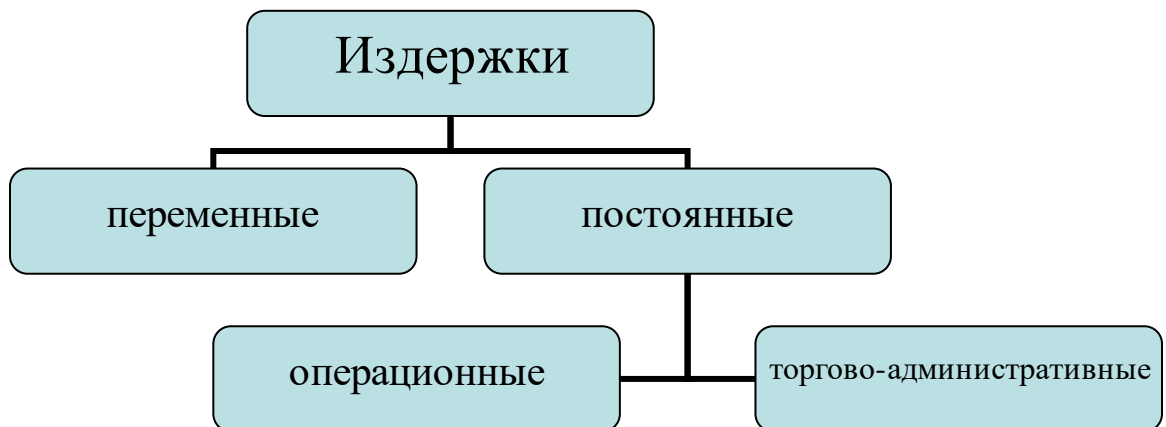 Издержки
переменные
постоянные
операционные
торгово-административные